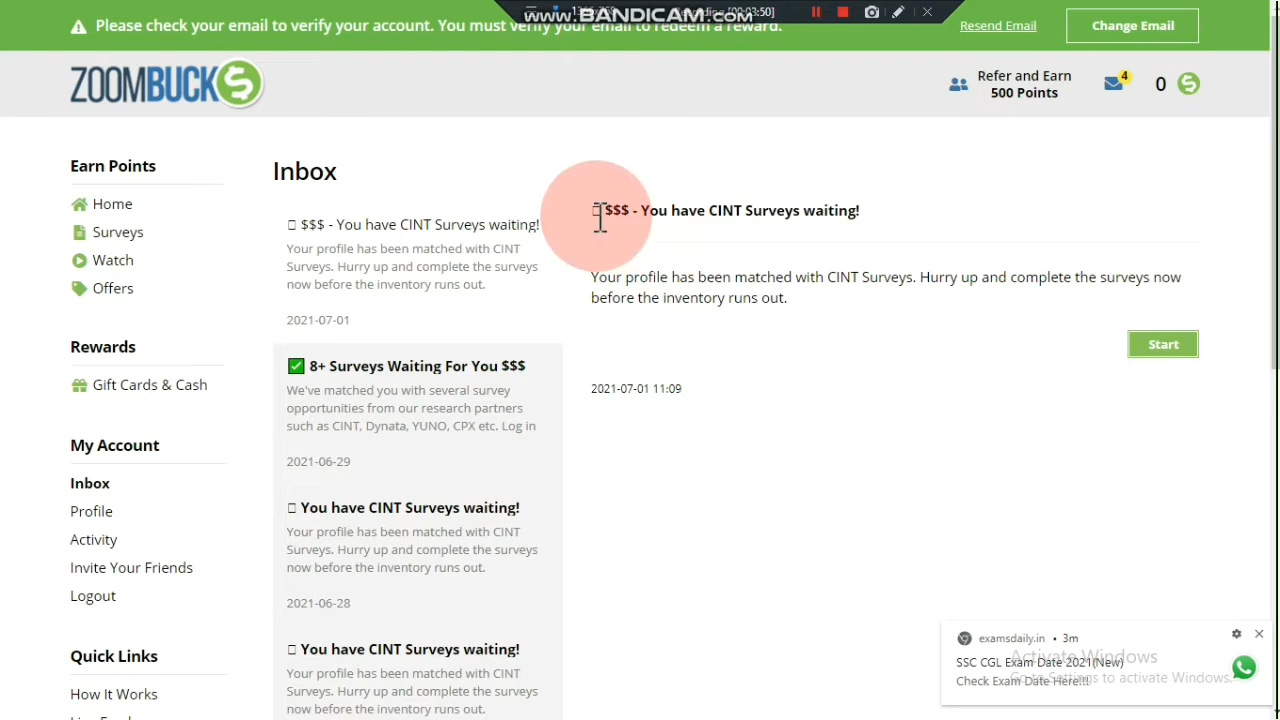 Please check your email to verify your account. You must verify your email to redeem a reward.
www.BANDICAM.com
[00:03:50]
Resend Email
Change Email
ZOOMBUCK$
Refer and Earn
500 Points
4
0
Earn Points
Home
Surveys
Watch
Offers
Rewards
Gift Cards & Cash
My Account
Inbox
Profile
Activity
Invite Your Friends
Logout
Quick Links
How It Works
Inbox
$$$ - You have CINT Surveys waiting!
Your profile has been matched with CINT
Surveys. Hurry up and complete the surveys
now before the inventory runs out.
2021-07-01
8+ Surveys Waiting For You $$$
We've matched you with several survey
opportunities from our research partners
such as CINT, Dynata, YUNO, CPX etc. Log in
2021-06-29
You have CINT Surveys waiting!
Your profile has been matched with CINT
Surveys. Hurry up and complete the surveys
now before the inventory runs out.
2021-06-28
You have CINT Surveys waiting!
Your profile has been matched with CINT
Surveys. Hurry up and complete the surveys
now before the inventory runs out.
$$$ - You have CINT Surveys waiting!
Your profile has been matched with CINT Surveys. Hurry up and complete the surveys now
before the inventory runs out.
Start
2021-07-01 11:09
examsdaily.in • 3m
SSC CGL Exam Date 2021(New)
Check Exam Date Here!!!
Activate Windows
Go to Settings to activate Windows.